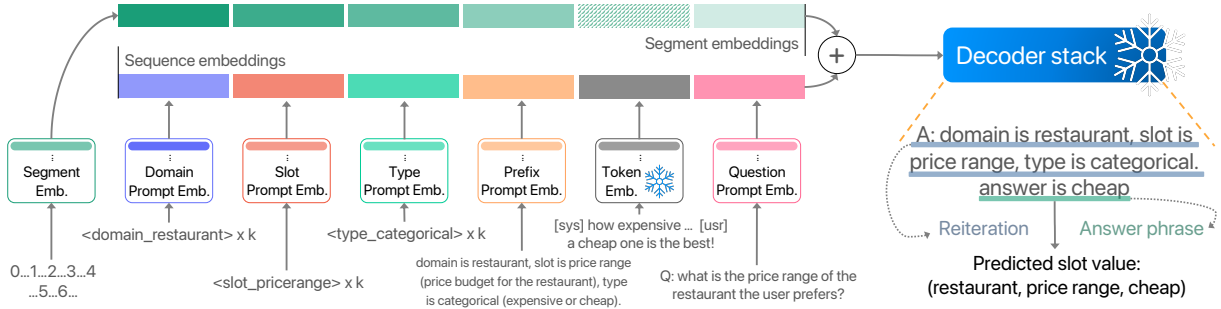 Segment embeddings
Sequence embeddings
+
Decoder stack
Segment
Emb.
Domain
Prompt Emb.
Slot
Prompt Emb.
Type
Prompt Emb.
Prefix
Prompt Emb.
Token
Emb.
Question
Prompt Emb.
0...1...2...3...4
...5...6...
<domain_restaurant> x k
<slot_pricerange> x k
<type_categorical> x k
domain is restaurant, slot is price range
(price budget for the restaurant), type
is categorical (expensive or cheap).
[sys] how expensive ... [usr]
a cheap one is the best!
Q: what is the price range of the
restaurant the user prefers?
A: domain is restaurant, slot is
price range, type is categorical.
answer is cheap
Reiteration
Answer phrase
Predicted slot value:
(restaurant, price range, cheap)